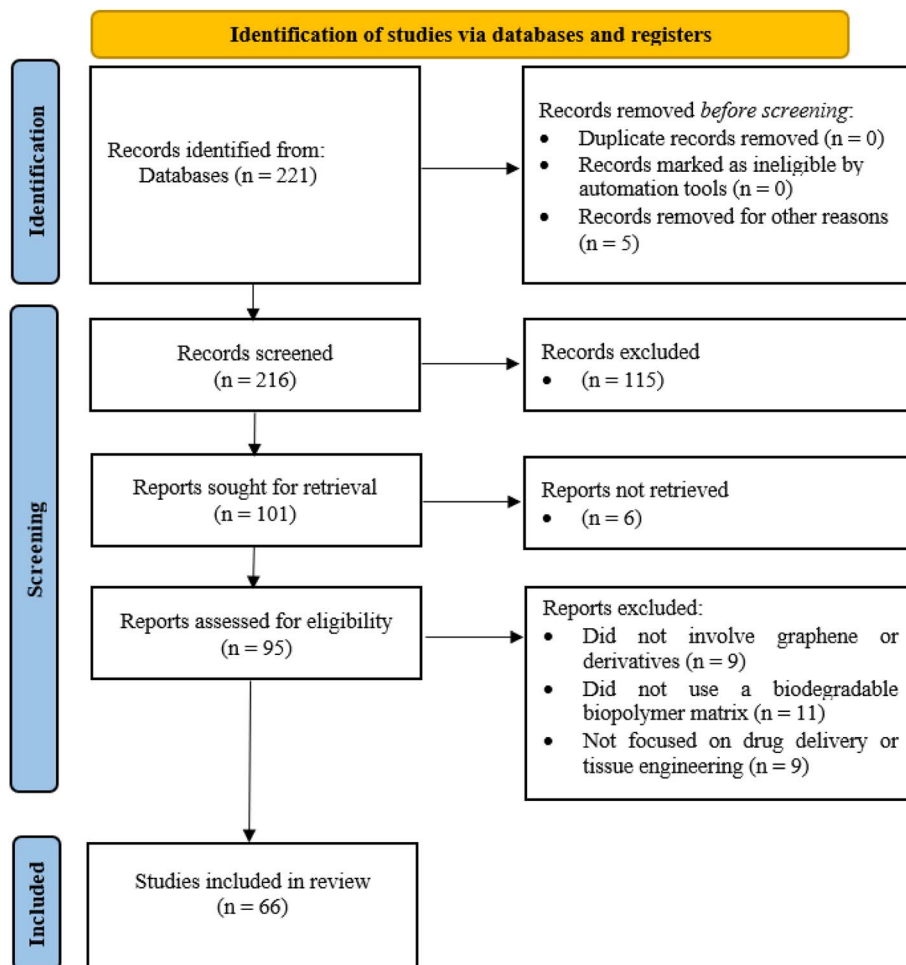 Identification of studies via databases and registers
Identification
Records identified from:
Databases (n = 221)
Records removed before screening:
• Duplicate records removed (n = 0)
• Records marked as ineligible by
automation tools (n = 0)
• Records removed for other reasons
(n = 5)
Screening
Records screened
(n = 216)
Records excluded
• (n = 115)
Reports sought for retrieval
(n = 101)
Reports not retrieved
• (n = 6)
Reports assessed for eligibility
(n = 95)
Reports excluded:
• Did not involve graphene or
derivatives (n = 9)
• Did not use a biodegradable
biopolymer matrix (n = 11)
• Not focused on drug delivery or
tissue engineering (n = 9)
Included
Studies included in review
(n = 66)